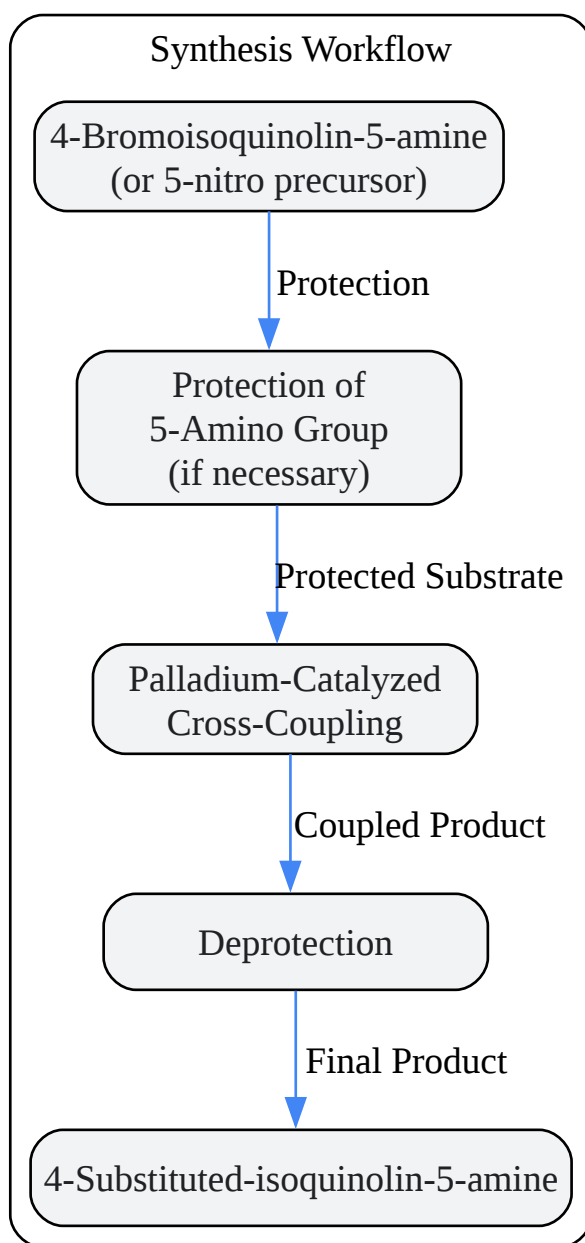 Synthesis Workflow
4-Bromoisoquinolin-5-amine
(or 5-nitro precursor)
Protection
Protection of
5-Amino Group
(if necessary)
Protected Substrate
Palladium-Catalyzed
Cross-Coupling
Coupled Product
Deprotection
Final Product
4-Substituted-isoquinolin-5-amine